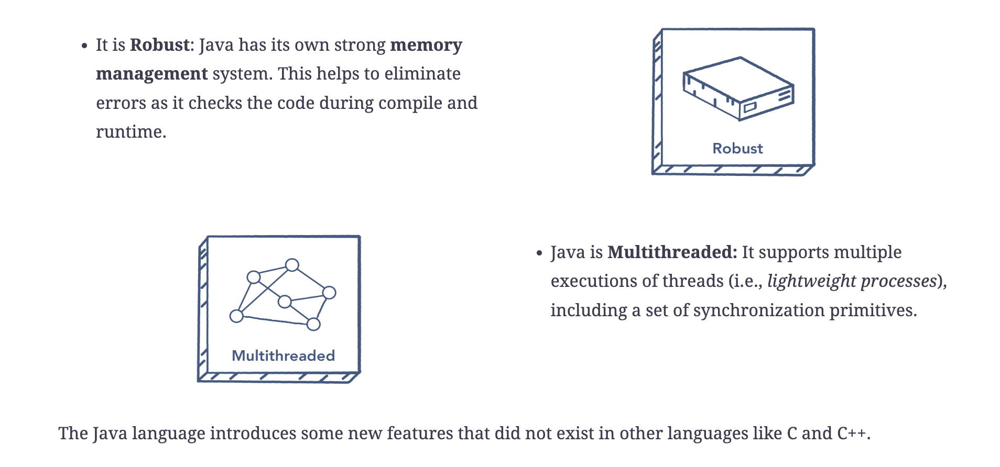 • It is Robust: Java has its own strong memory
management system. This helps to eliminate
errors as it checks the code during compile and
runtime.
Robust
Multithreaded
• Java is Multithreaded: It supports multiple
executions of threads (i.e., lightweight processes),
including a set of synchronization primitives.
The Java language introduces some new features that did not exist in other languages like C and C++.